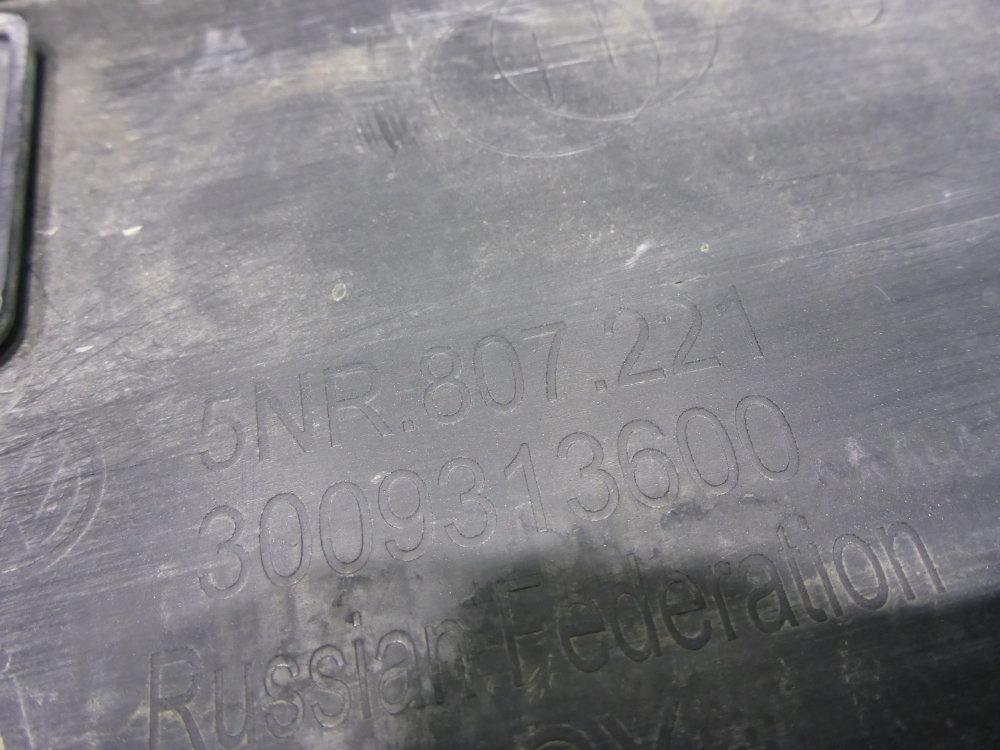 5NR.807.221
3009313600
Russian Federation